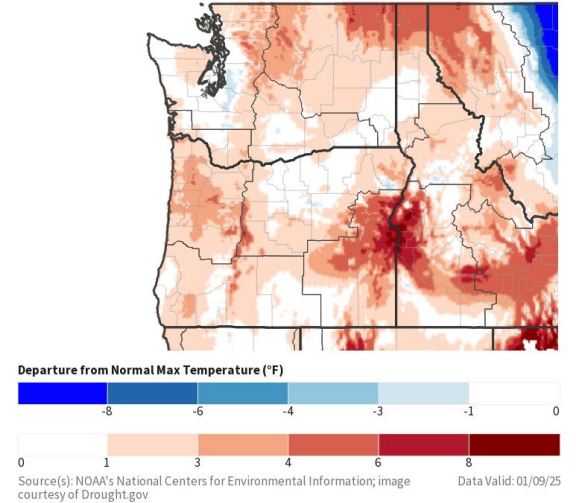 Departure from Normal Max Temperature (°F)
-8 -6 -4 -3 -1 0
0 1 3 4 6 8
Source(s): NOAA's National Centers for Environmental Information; image Data Valid: 01/09/25
courtesy of Drought.gov